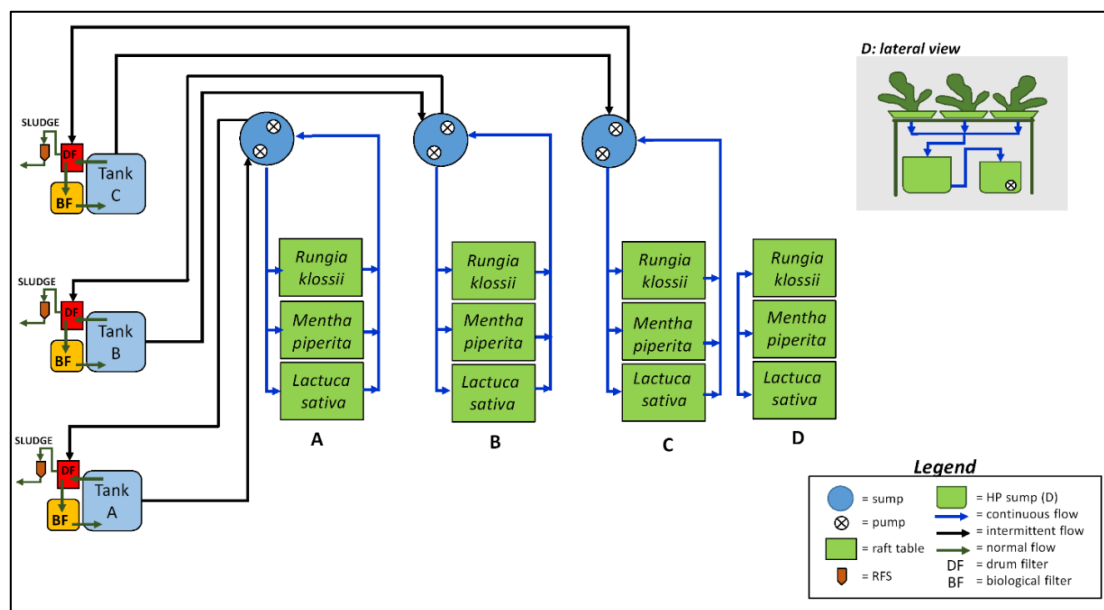 D: lateral view
SLUDGE
DF
BF
Tank
C
SLUDGE
DF
BF
Tank
B
SLUDGE
DF
BF
Tank
A
Rungia
klossii
Mentha
piperita
Lactuca
sativa
A
Rungia
klossii
Mentha
piperita
Lactuca
sativa
B
Rungia
klossii
Mentha
piperita
Lactuca
sativa
C
Rungia
klossii
Mentha
piperita
Lactuca
sativa
D
Legend
= sump
= pump
= raft table
= RFS
= HP sump (D)
= continuous flow
= intermittent flow
= normal flow
DF = drum filter
BF = biological filter